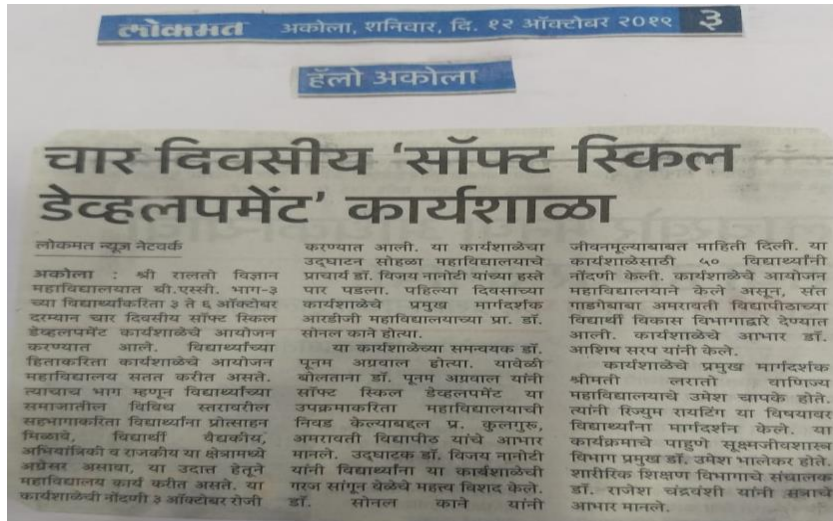 लोकमत अकोला, शनिवार, दि. १२ ऑक्टोबर २०१९ ३
हॅलो अकोला
चार दिवसीय ‘सॉफ्ट स्किल
डेव्हलपमेंट’ कार्यशाळा
लोकमत न्यूज नेटवर्क
अकोला : श्री रालतो विज्ञान
महाविद्यालयात बी.एस्सी. भाग-३
च्या विद्यार्थ्यांकरिता ३ ते ६ ऑक्टोबर
दरम्यान चार दिवसीय सॉफ्ट स्किल
डेव्हलपमेंट कार्यशाळेचे आयोजन
करण्यात आले. विद्यार्थ्यांच्या
हिताकरिता कार्यशाळेचे आयोजन
महाविद्यालय सतत करीत असते.
त्याचाच भाग म्हणून विद्यार्थ्यांच्या
समाजातील विविध स्तरावरील
सहभागाकरिता विद्यार्थ्यांना प्रोत्साहन
मिळावे, विद्यार्थी वैद्यकीय,
अभियांत्रिकी व राजकीय या क्षेत्रामध्ये
अग्रेसर असावा, या उदात्त हेतूने
महाविद्यालय कार्य करीत असते. या
कार्यशाळेची नोंदणी ३ ऑक्टोबर रोजी
करण्यात आली. या कार्यशाळेचा
उद्घाटन सोहळा महाविद्यालयाचे
प्राचार्य डॉ. विजय नानोटी यांच्या हस्ते
पार पडला. पहिल्या दिवसाच्या
कार्यशाळेचे प्रमुख मार्गदर्शक
आरडीजी महाविद्यालयाच्या प्रा. डॉ.
सोनल काने होत्या.
या कार्यशाळेच्या समन्वयक डॉ.
पूनम अग्रवाल होत्या. यावेळी
बोलताना डॉ. पूनम अग्रवाल यांनी
सॉफ्ट स्किल डेव्हलपमेंट या
उपक्रमाकरिता महाविद्यालयाची
निवड केल्याबद्दल प्र. कुलगुरू,
अमरावती विद्यापीठ यांचे आभार
मानले. उद्घाटक डॉ. विजय नानोटी
यांनी विद्यार्थ्यांना या कार्यशाळेची
गरज सांगून वेळेचे महत्त्व विशद केले.
डॉ. सोनल काने यांनी
जीवनमूल्याबाबत माहिती दिली. या
कार्यशाळेसाठी ५० विद्यार्थ्यांनी
नोंदणी केली. कार्यशाळेचे आयोजन
महाविद्यालयाने केले असून, संत
गाडगेबाबा अमरावती विद्यापीठाच्या
विद्यार्थी विकास विभागाद्वारे देण्यात
आली. कार्यशाळेचे आभार डॉ.
आशिष सरप यांनी केले.
कार्यशाळेचे प्रमुख मार्गदर्शक
श्रीमती लरातो वाणिज्य
महाविद्यालयाचे उमेश चापके होते.
त्यांनी रिज्युम रायटिंग या विषयावर
विद्यार्थ्यांना मार्गदर्शन केले. या
कार्यक्रमाचे पाहुणे सूक्ष्मजीवशास्त्र
विभाग प्रमुख डॉ. उमेश भालेकर होते.
शारीरिक शिक्षण विभागाचे संचालक
डॉ. राजेश चंद्रवंशी यांनी सत्राचे
आभार मानले.